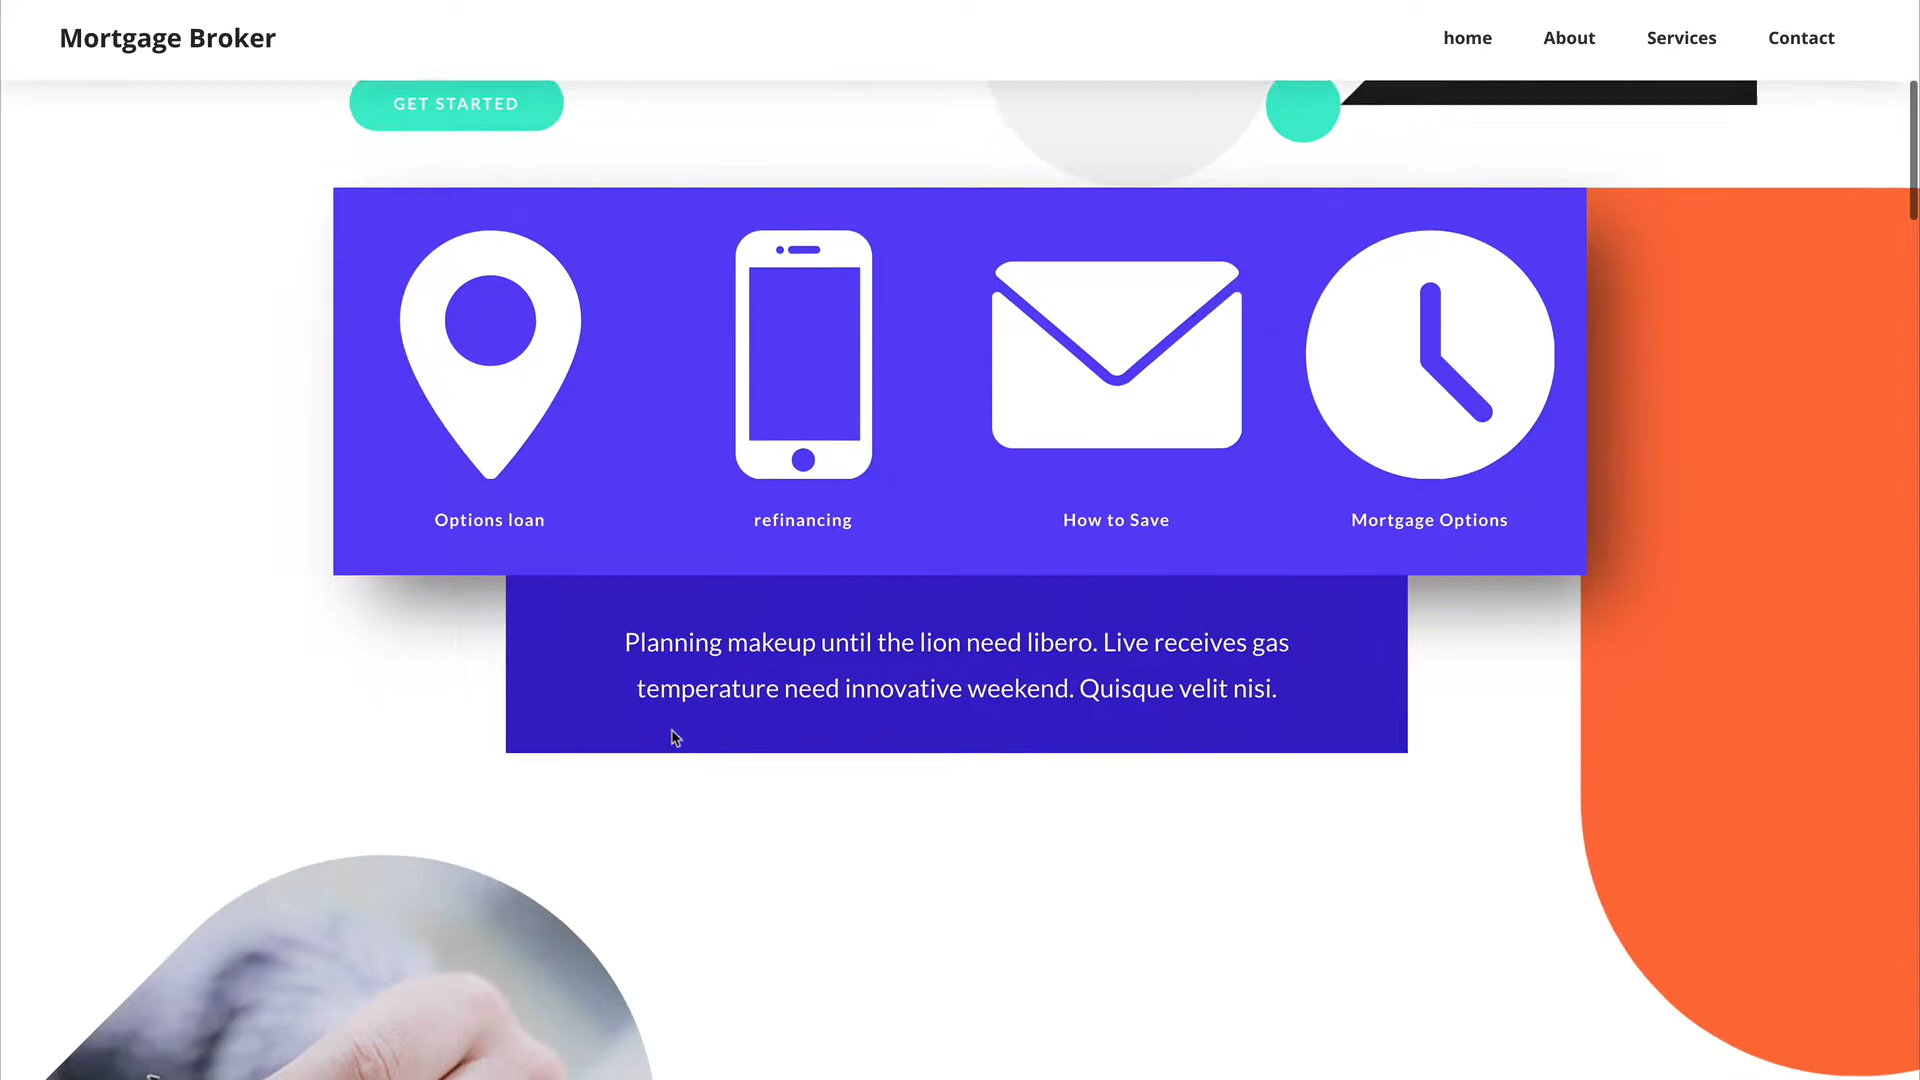 Mortgage Broker
home
About
Services
Contact
GET STARTED
Options loan
refinancing
How to Save
Mortgage Options
Planning makeup until the lion need libero. Live receives gas
temperature need innovative weekend. Quisque velit nisi.